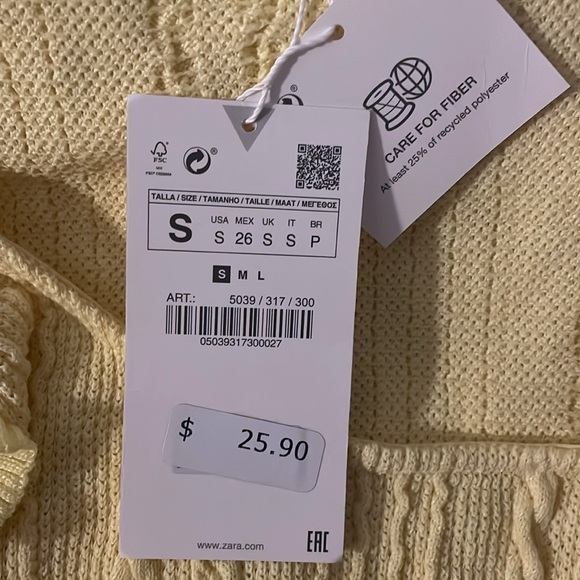 CARE FOR FIBER
At least 25% of recycled polyester
FSC
TALLA / SIZE / TAMANHO / TAILLE / MAAT / ΜΕΓΕΘΟΣ
S
USA MEX UK IT BR
S 26 S S P
S M L
ART.: 5039 / 317 / 300
05039317300027
$ 25.90
www.zara.com
EAC